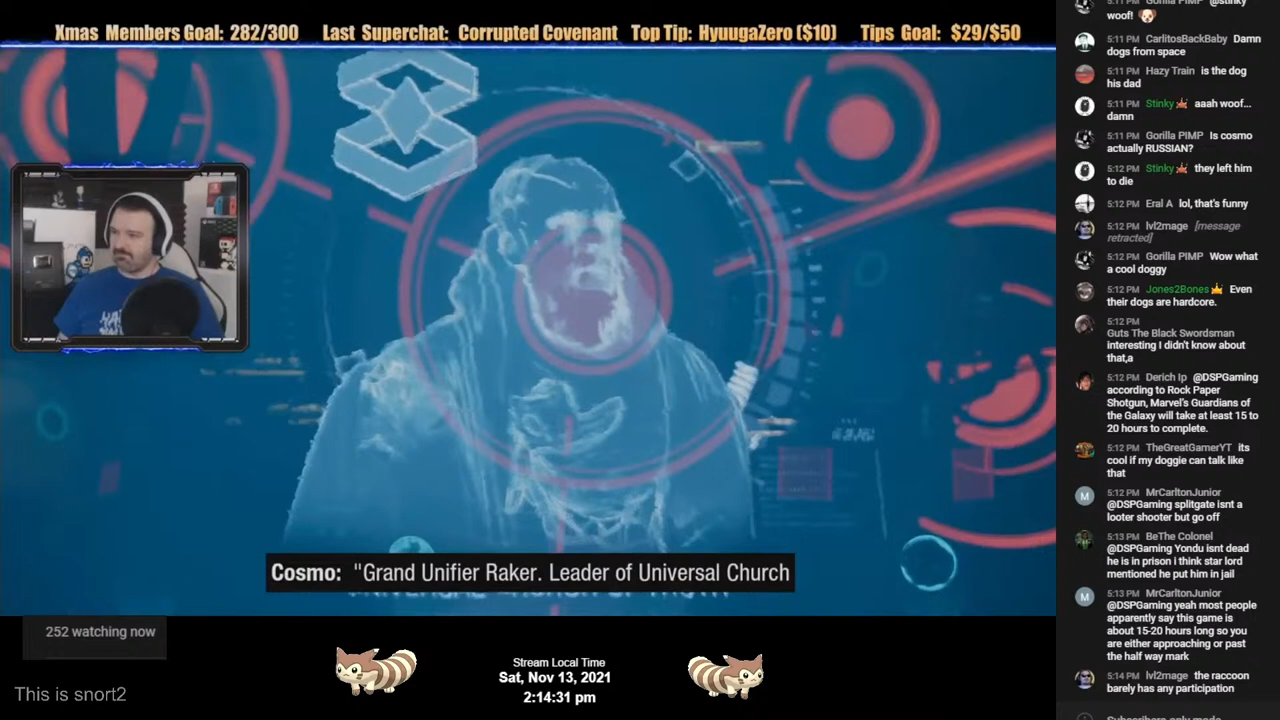 Xmas Members Goal: 282/300 Last Superchat: Corrupted Covenant Top Tip: HyuugaZero ($10) Tips Goal: $29/$50
Cosmo: "Grand Unifier Raker. Leader of Universal Church
252 watching now
This is snort2
Stream Local Time
Sat, Nov 13, 2021
2:14:31 pm
Gorilla PIMP @stinky
woof!
5:11 PM CarlitosBackBaby Damn
dogs from space
5:11 PM Hazy Train is the dog
his dad
5:11 PM Stinky aaah woof...
damn
5:11 PM Gorilla PIMP Is cosmo
actually RUSSIAN?
5:12 PM Stinky they left him
to die
5:12 PM Eral A lol, that's funny
5:12 PM lvl2mage [message
retracted]
5:12 PM Gorilla PIMP Wow what
a cool doggy
5:12 PM Jones2Bones Even
their dogs are hardcore.
5:12 PM
Guts The Black Swordsman
interesting I didn't know about
that,a
5:12 PM Derich Ip @DSPGaming
according to Rock Paper
Shotgun, Marvel's Guardians of
the Galaxy will take at least 15 to
20 hours to complete.
5:12 PM TheGreatGamerYT its
cool if my doggie can talk like
that
5:12 PM MrCarltonJunior
@DSPGaming splitgate isnt a
looter shooter but go off
5:13 PM BeThe Colonel
@DSPGaming Yondu isnt dead
he is in prison i think star lord
mentioned he put him in jail
5:13 PM MrCarltonJunior
@DSPGaming yeah most people
apparently say this game is
about 15-20 hours long so you
are either approaching or past
the half way mark
5:14 PM lvl2mage the raccoon
barely has any participation